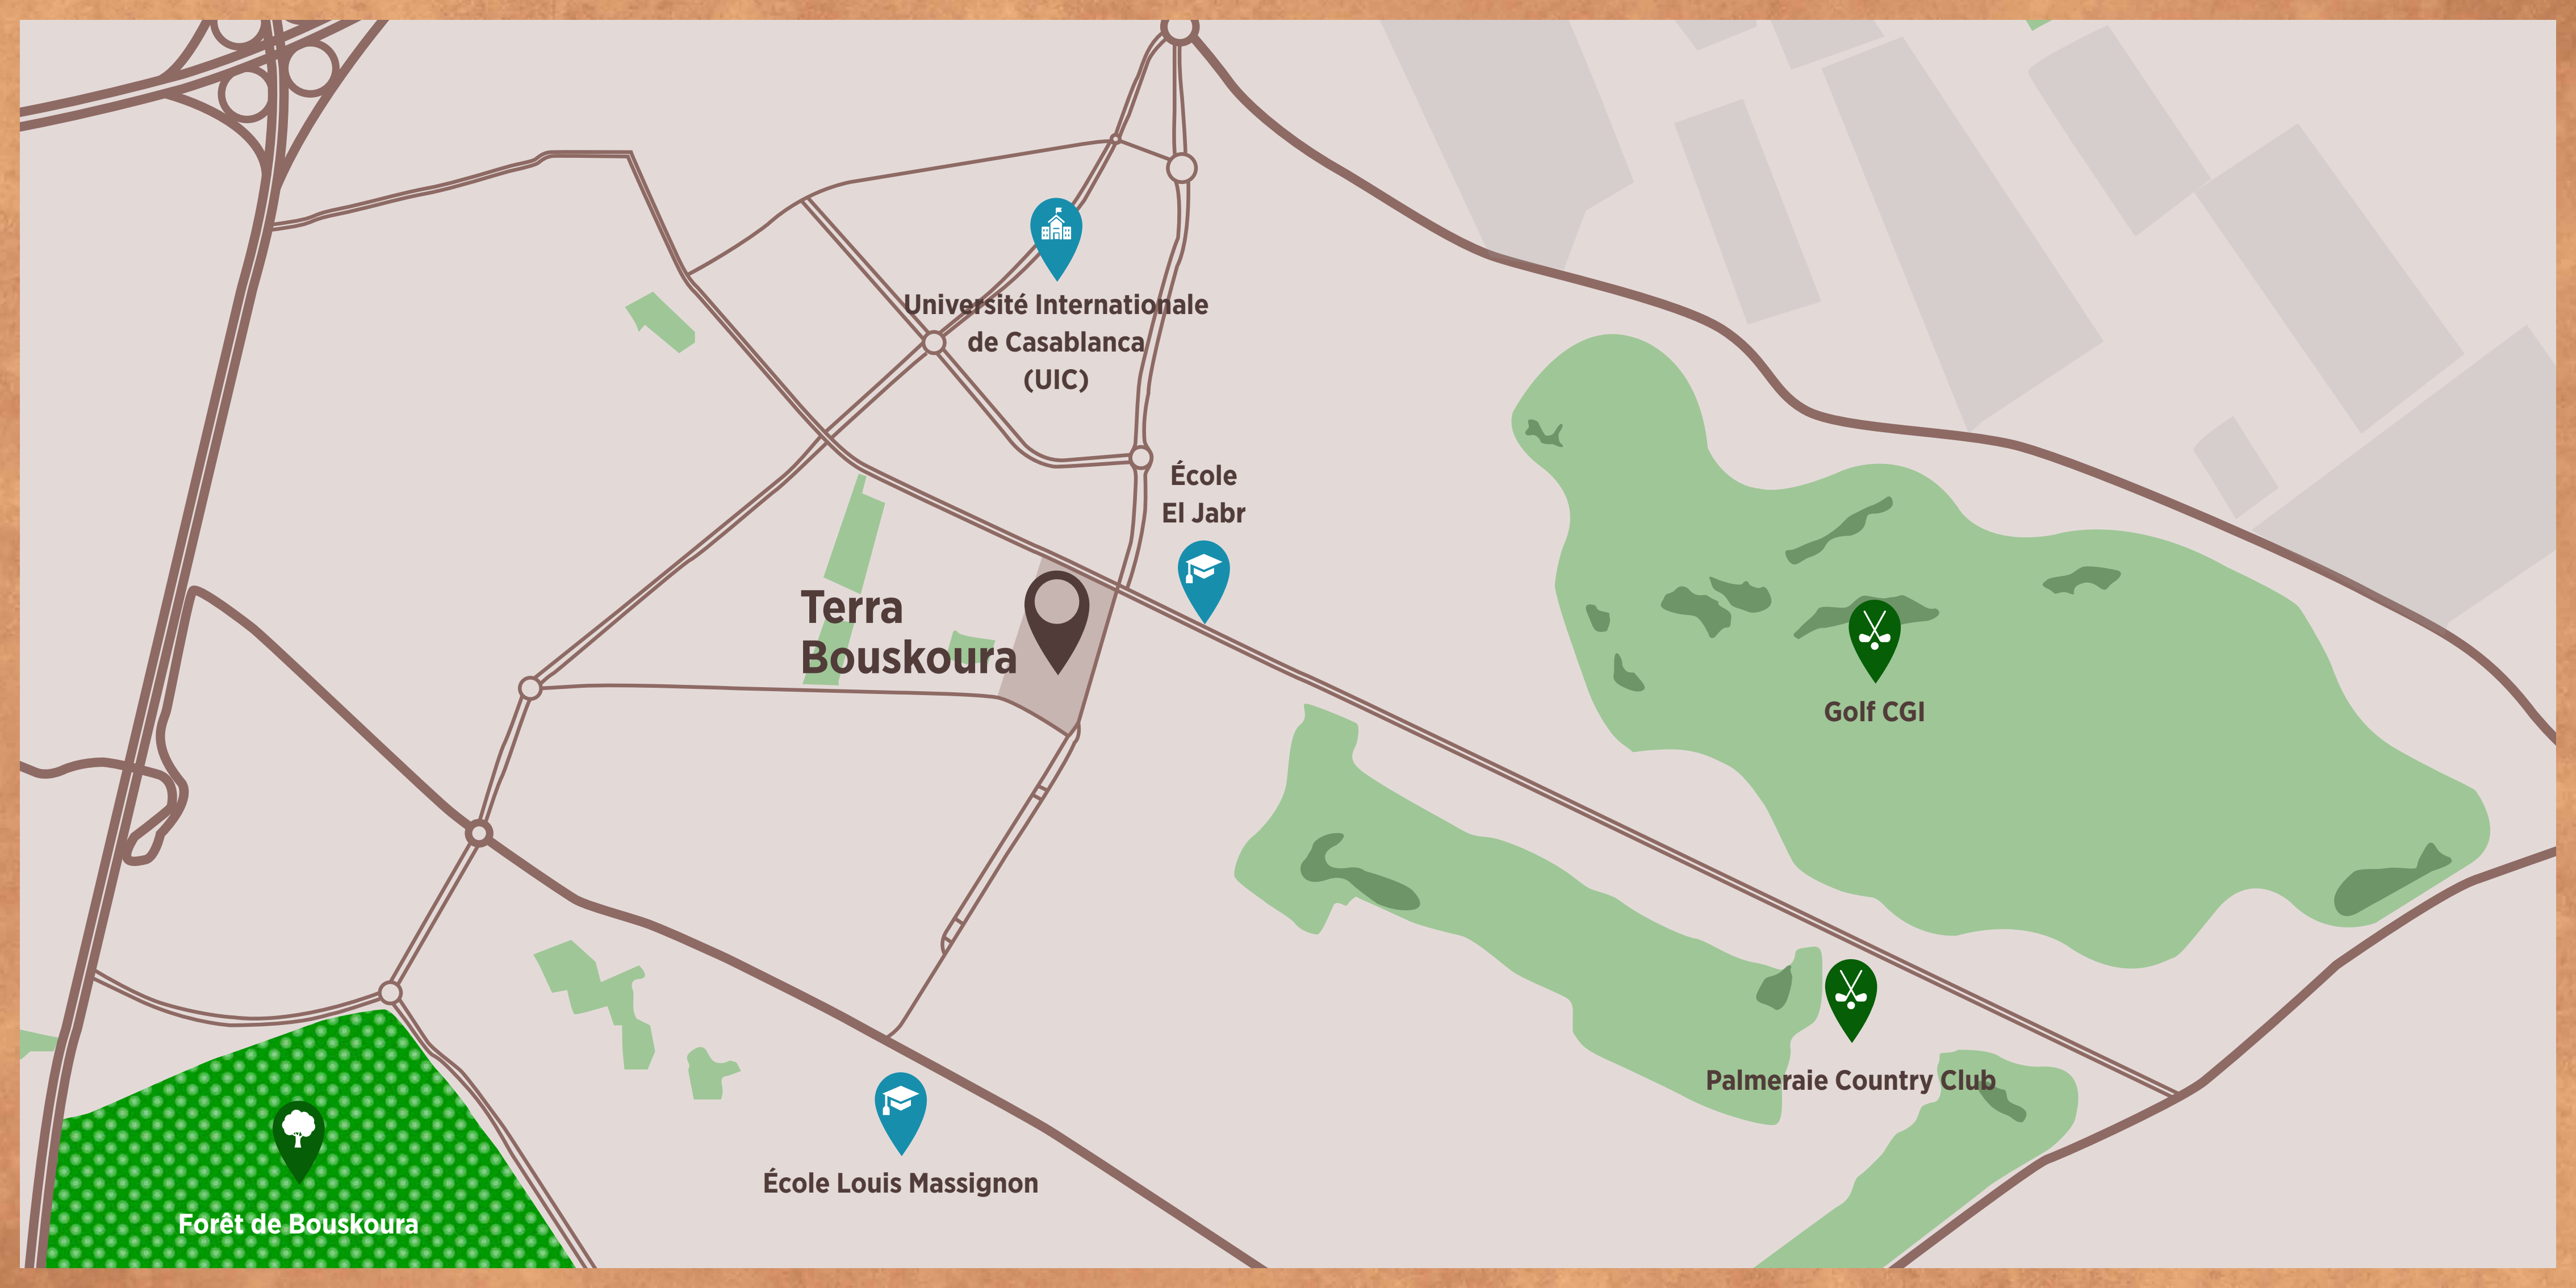 Université Internationale
de Casablanca
(UIC)
École
El Jabr
Terra
Bouskoura
Golf CGI
Palmeraie Country Club
École Louis Massignon
Forêt de Bouskoura